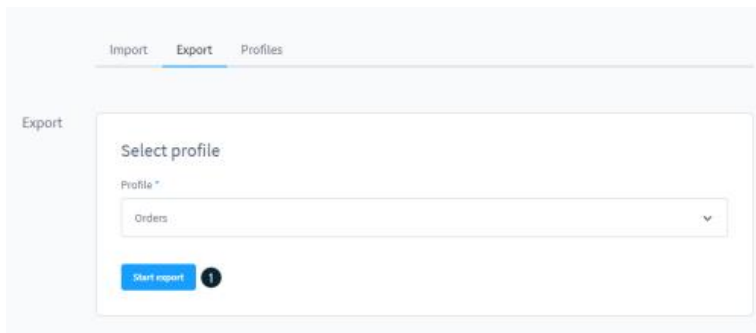 Import Export Profiles
Export
Select profile
Profile *
Orders
Start export 1